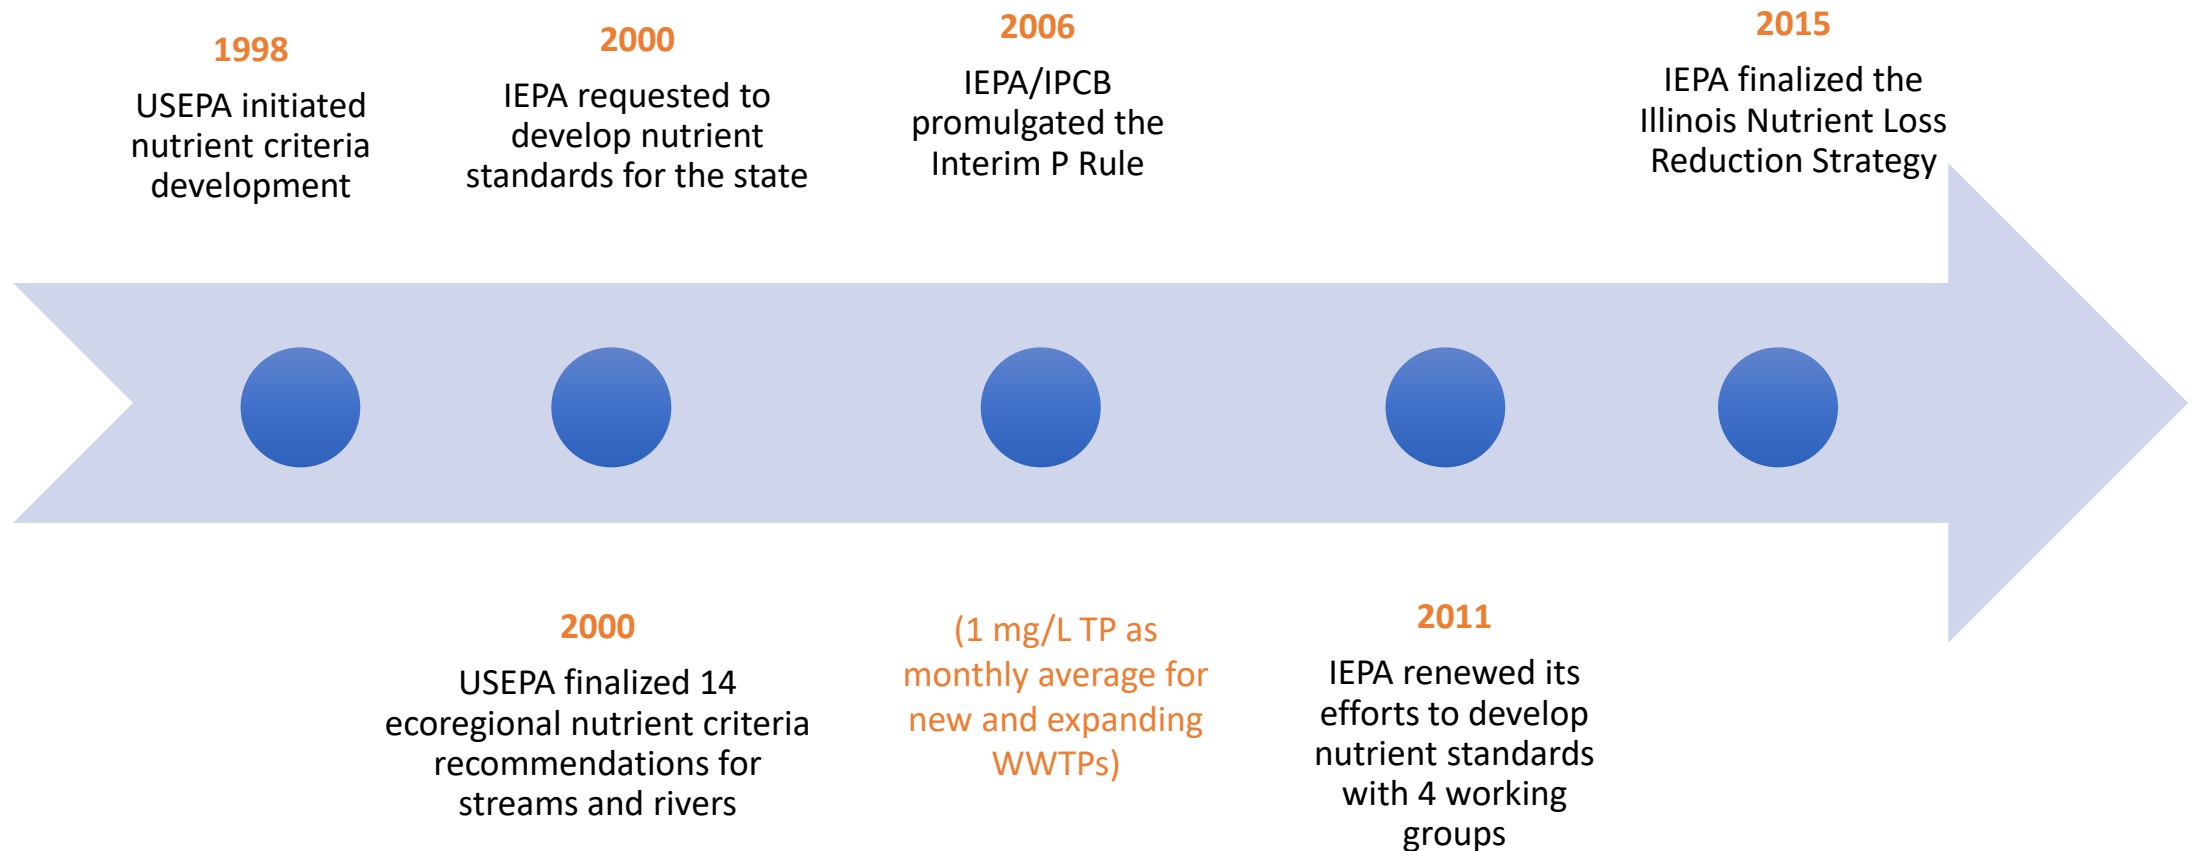 1998
USEPA initiated
nutrient criteria
development
2000
IEPA requested to
develop nutrient
standards for the state
2006
IEPA/IPCB
promulgated the
Interim P Rule
2015
IEPA finalized the
Illinois Nutrient Loss
Reduction Strategy
2000
USEPA finalized 14
ecoregional nutrient criteria
recommendations for
streams and rivers
(1 mg/L TP as
monthly average for
new and expanding
WWTPs)
2011
IEPA renewed its
efforts to develop
nutrient standards
with 4 working
groups